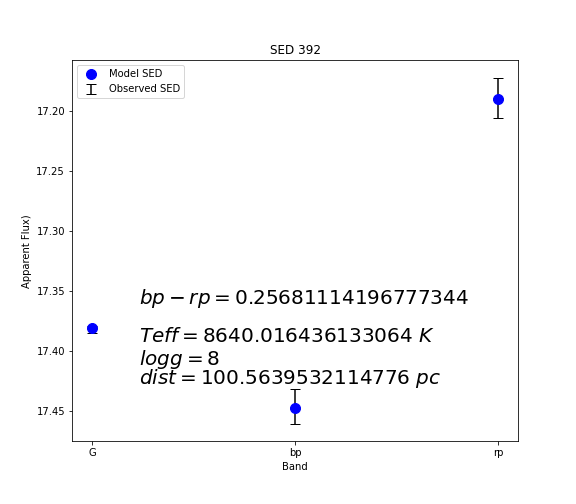 SED 392
Model SED
Observed SED
17.20
17.25
17.30
17.35
17.40
17.45
Apparent Flux)
bp − rp = 0.25681114196777344
Teff = 8640.016436133064 K
logg = 8
dist = 100.5639532114776 pc
G
bp
rp
Band